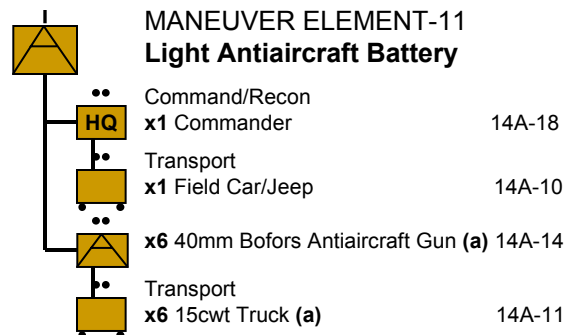 MANEUVER ELEMENT-11
Light Antiaircraft Battery
Command/Recon
HQ x1 Commander 14A-18
Transport
x1 Field Car/Jeep 14A-10
x6 40mm Bofors Antiaircraft Gun (a) 14A-14
Transport
x6 15cwt Truck (a) 14A-11